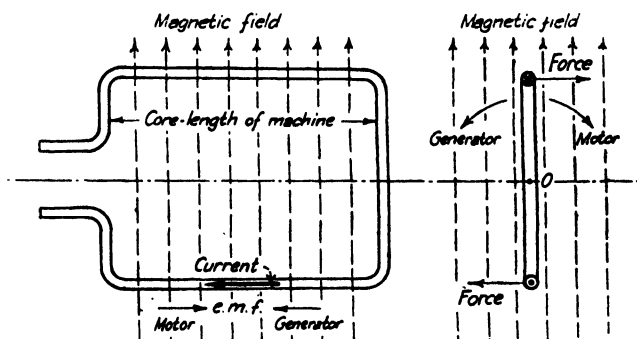 Magnetic field
Core-length of machine
Current
e.m.f.
Motor
Generator
Magnetic field
Force
Generator
Motor
O
Force